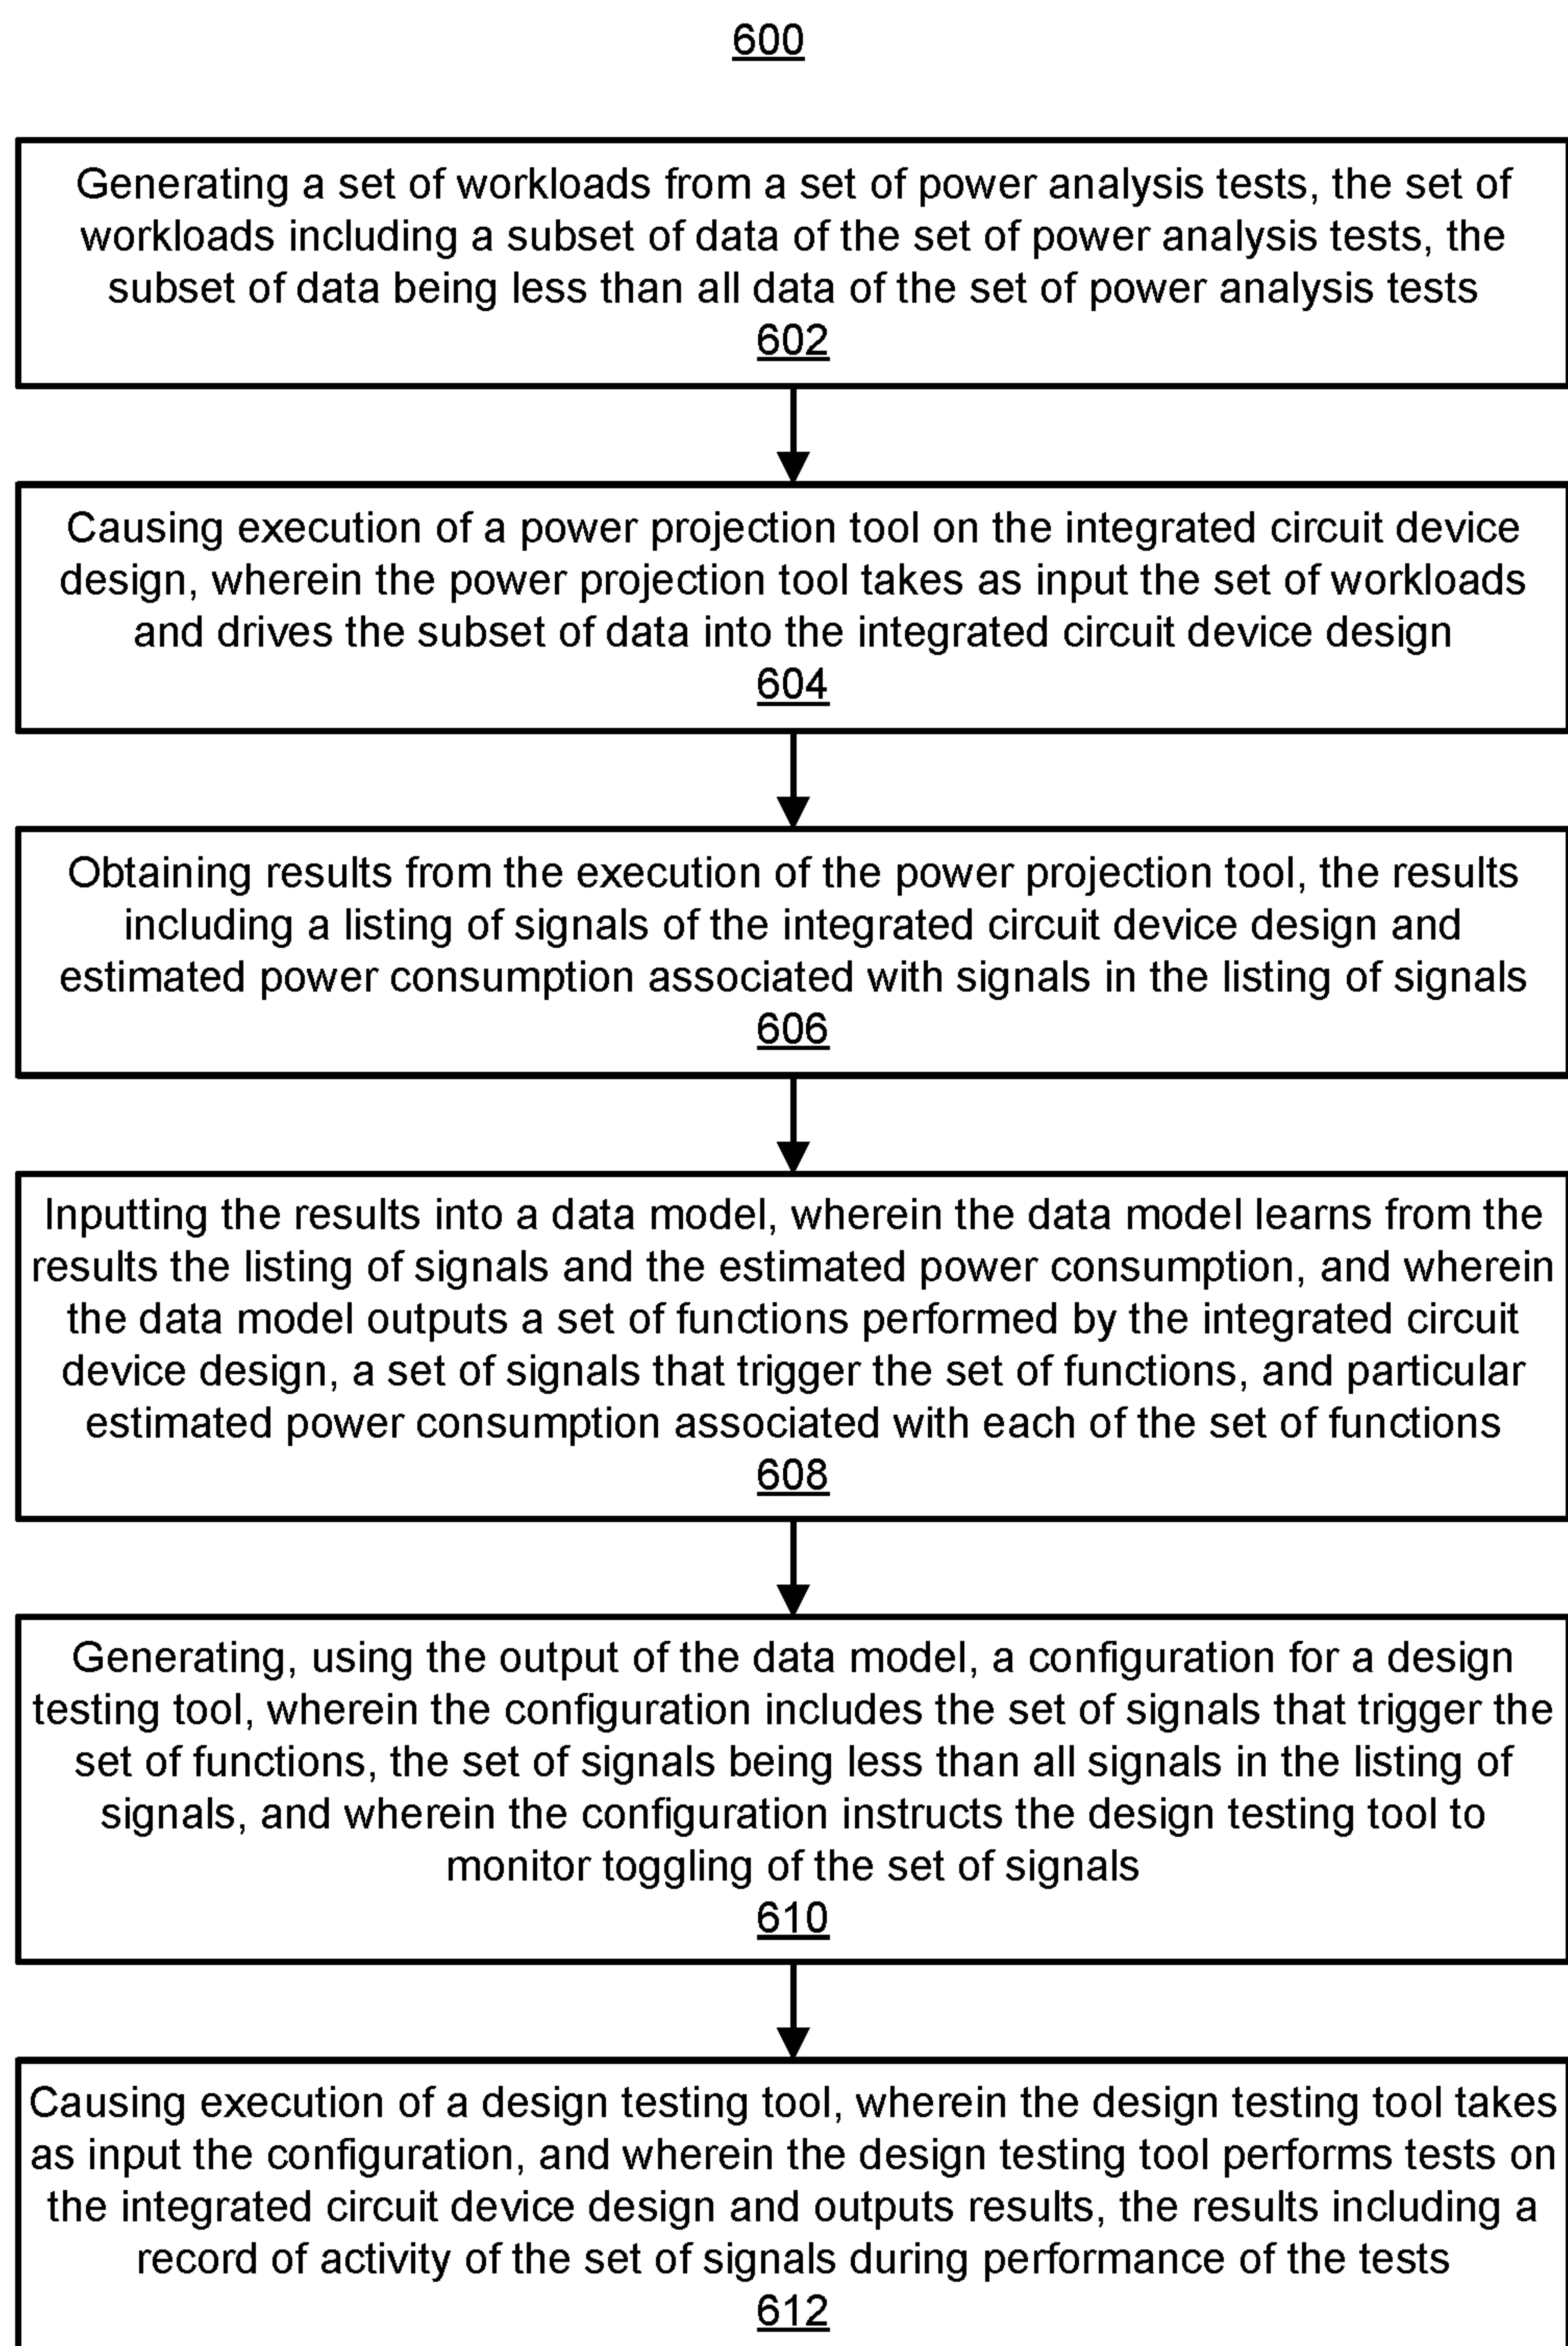 600
Generating a set of workloads from a set of power analysis tests, the set of
workloads including a subset of data of the set of power analysis tests, the
subset of data being less than all data of the set of power analysis tests
602
Causing execution of a power projection tool on the integrated circuit device
design, wherein the power projection tool takes as input the set of workloads
and drives the subset of data into the integrated circuit device design
604
Obtaining results from the execution of the power projection tool, the results
including a listing of signals of the integrated circuit device design and
estimated power consumption associated with signals in the listing of signals
606
Inputting the results into a data model, wherein the data model learns from the
results the listing of signals and the estimated power consumption, and wherein
the data model outputs a set of functions performed by the integrated circuit
device design, a set of signals that trigger the set of functions, and particular
estimated power consumption associated with each of the set of functions
608
Generating, using the output of the data model, a configuration for a design
testing tool, wherein the configuration includes the set of signals that trigger the
set of functions, the set of signals being less than all signals in the listing of
signals, and wherein the configuration instructs the design testing tool to
monitor toggling of the set of signals
610
Causing execution of a design testing tool, wherein the design testing tool takes
as input the configuration, and wherein the design testing tool performs tests on
the integrated circuit device design and outputs results, the results including a
record of activity of the set of signals during performance of the tests
612